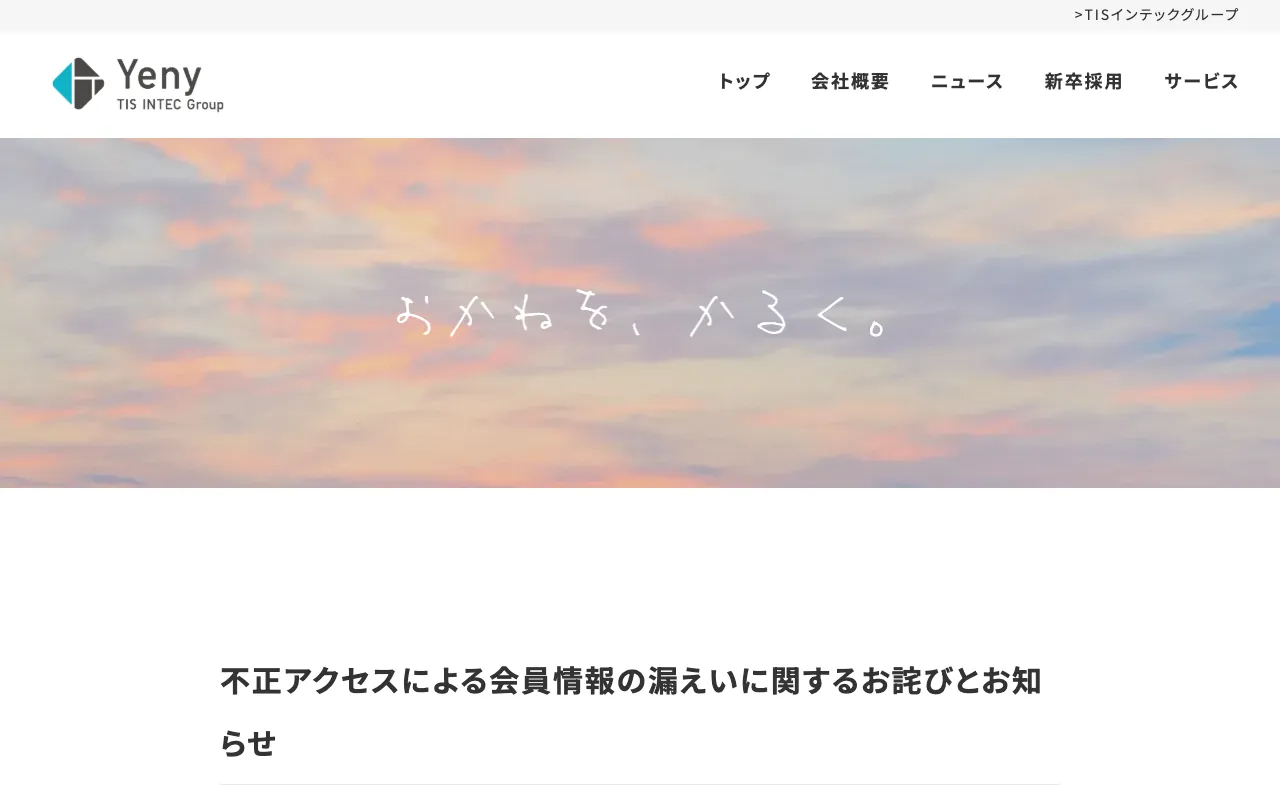 >TISインテックグループ
Yeny
TIS INTEC Group
トップ 会社概要 ニュース 新卒採用 サービス
おかねを、かるく。
不正アクセスによる会員情報の漏えいに関するお詫びとお知
らせ